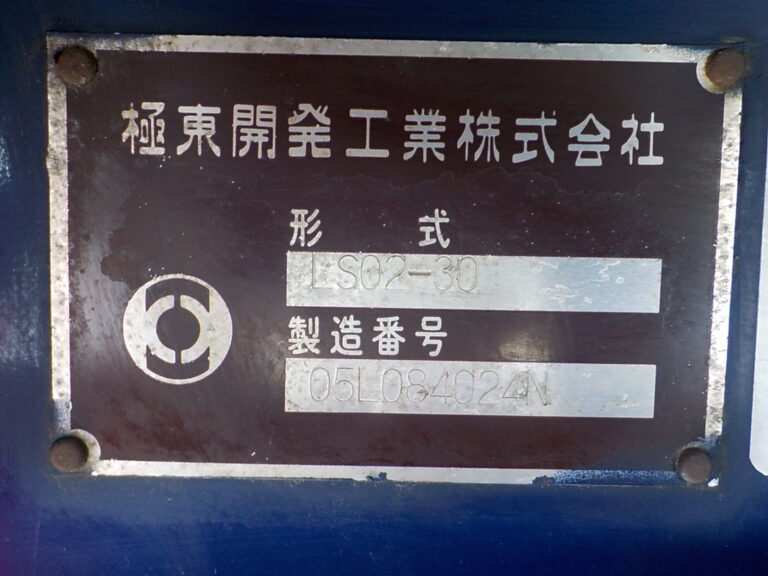 極東開発工業株式会社
形 式
LS02-30
製造番号
05L084024N